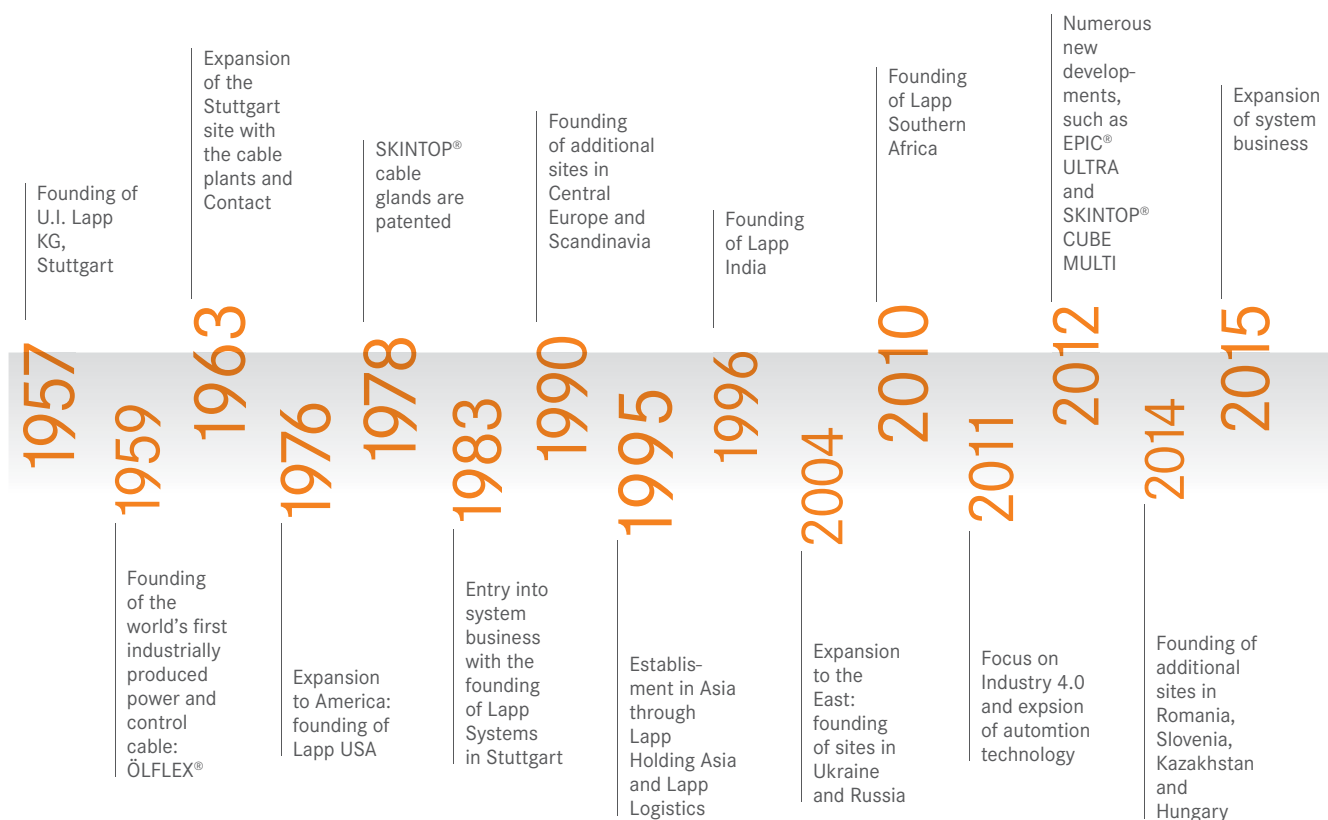 1957
Founding of
U.I. Lapp
KG,
Stuttgart
1959
Founding
of the
world's first
industrially
produced
power and
control
cable:
ÖLFLEX®
1963
Expansion
of the
Stuttgart
site with
the cable
plants and
Contact
1976
Expansion
to America:
founding of
Lapp USA
1978
SKINTOP®
cable
glands are
patented
1983
Entry into
system
business
with the
founding
of Lapp
Systems
in Stuttgart
1990
Founding
of additional
sites in
Central
Europe and
Scandinavia
1995
Establis-
ment in Asia
through
Lapp
Holding Asia
and Lapp
Logistics
1996
Founding
of Lapp
India
2004
Expansion
to the
East:
founding
of sites in
Ukraine
and Russia
2010
Founding
of Lapp
Southern
Africa
2011
Focus on
Industry 4.0
and expsion
of automtion
technology
2012
Numerous
new
develop-
ments,
such as
EPIC®
ULTRA
and
SKINTOP®
CUBE
MULTI
2014
Founding of
additional
sites in
Romania,
Slovenia,
Kazakhstan
and
Hungary
2015
Expansion
of system
business